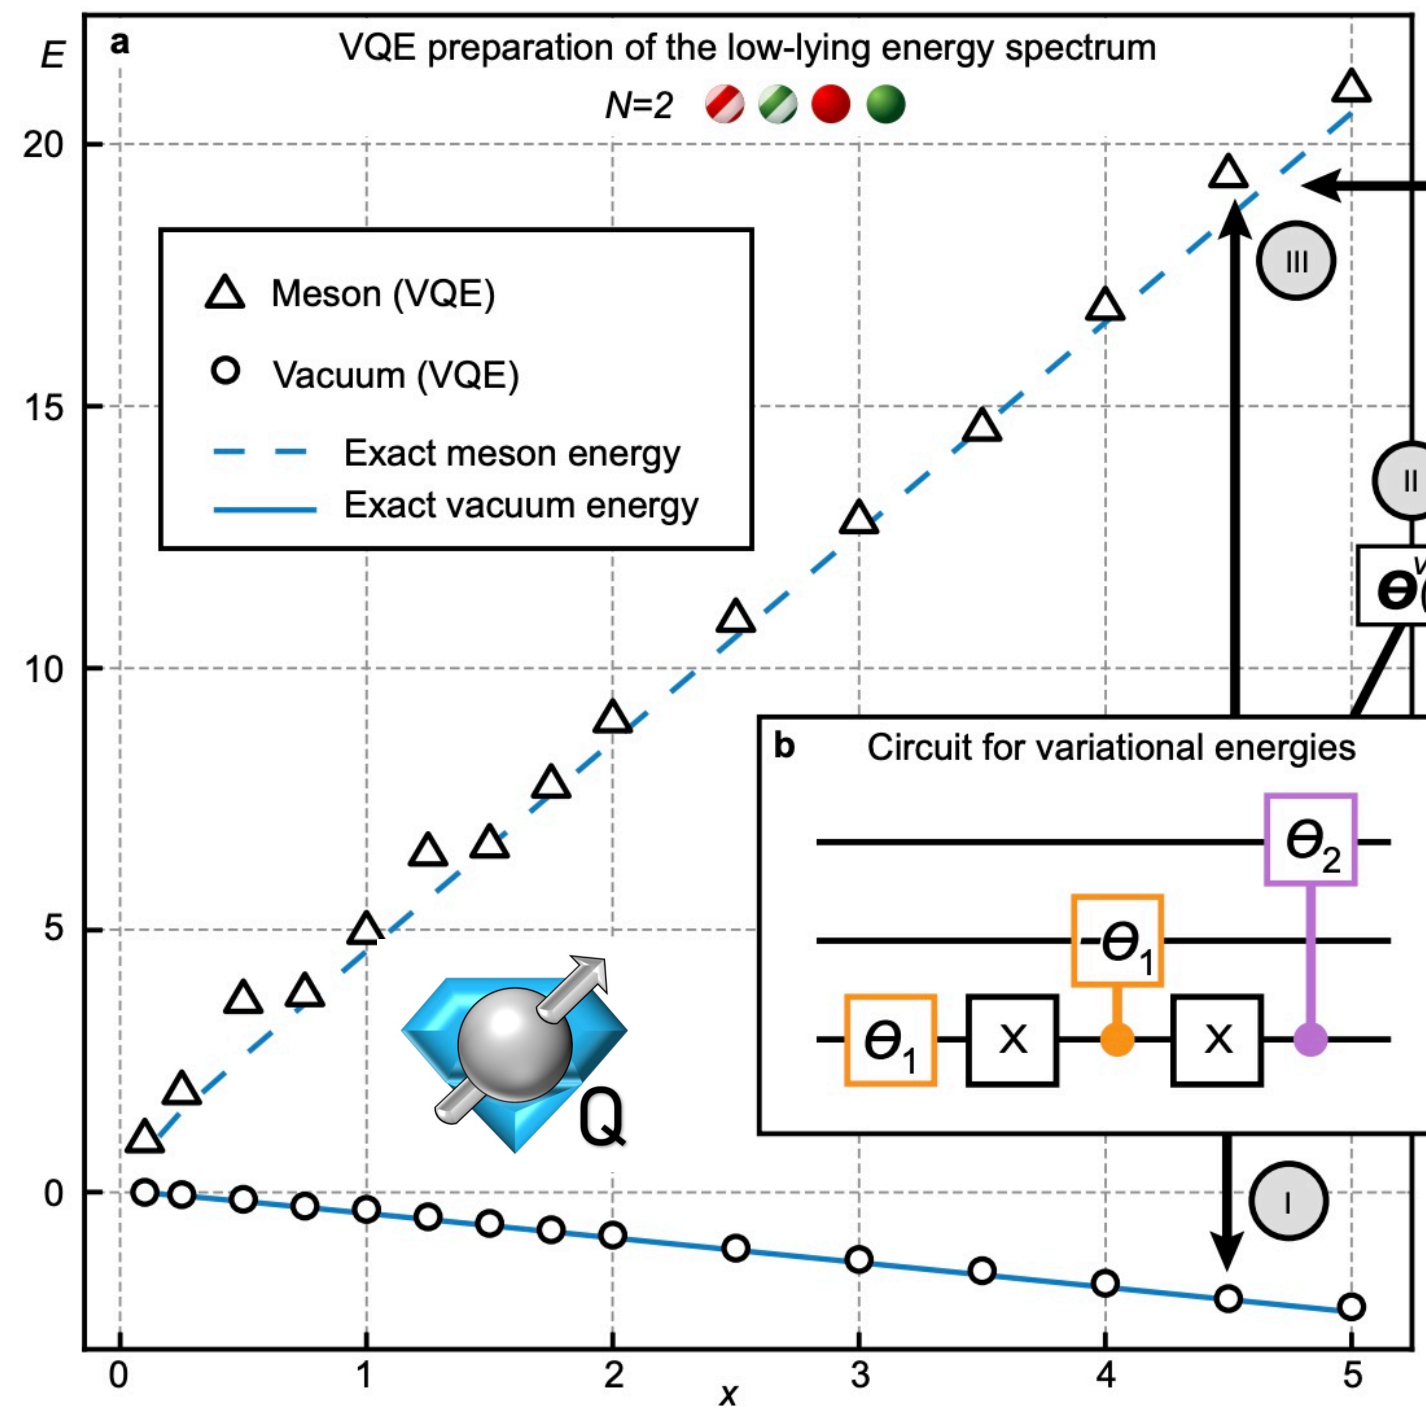 E
a VQE preparation of the low-lying energy spectrum
N=2
20
15
10
5
0
Meson (VQE)
Vacuum (VQE)
Exact meson energy
Exact vacuum energy
III
II
θ(
b Circuit for variational energies
θ2
-θ1
θ1 X X
Q
I
0 1 2 3 4 5
x